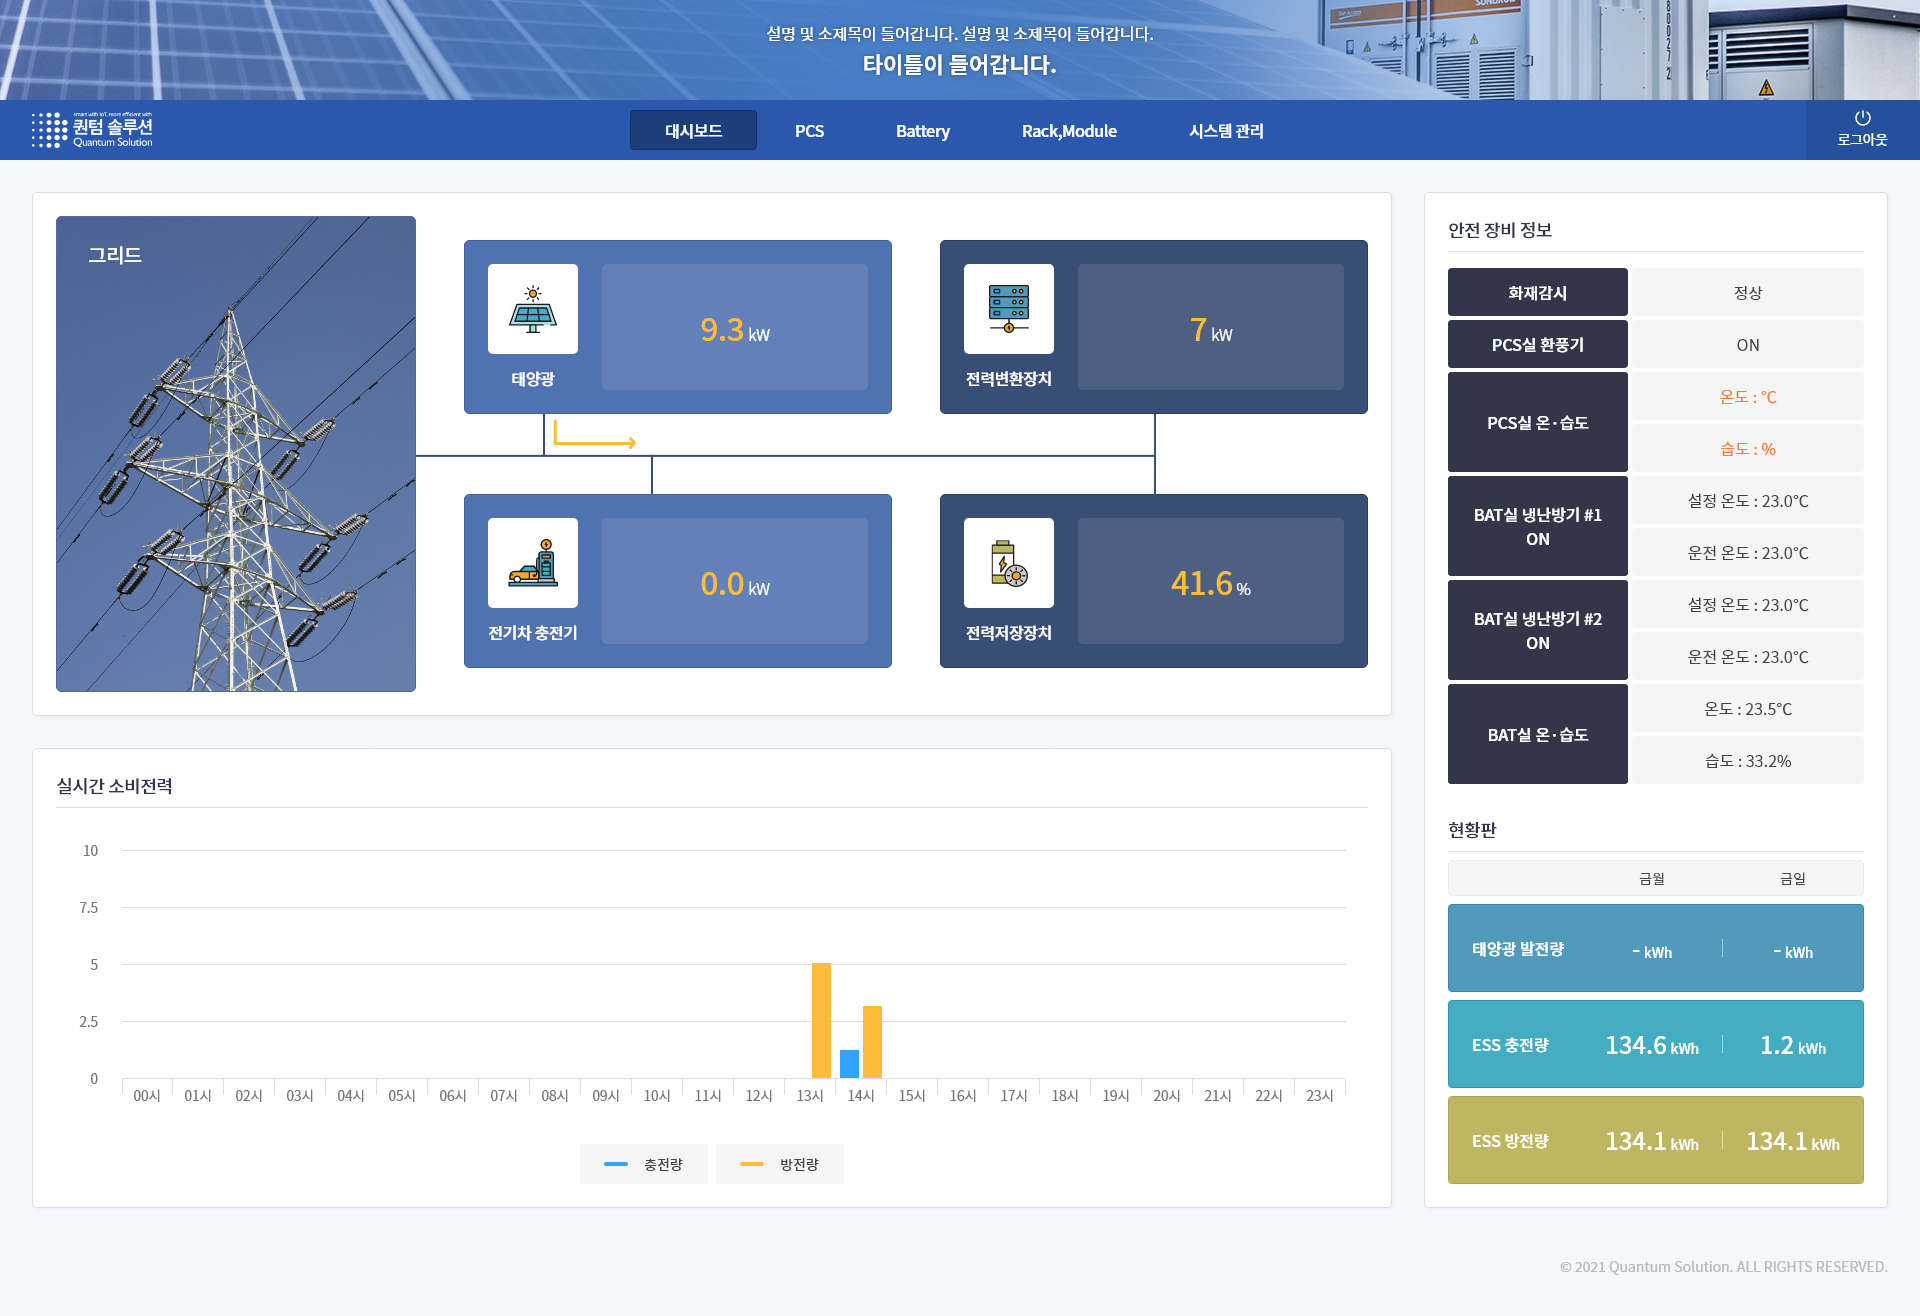 설명 및 소제목이 들어갑니다. 설명 및 소제목이 들어갑니다.
타이틀이 들어갑니다.
smart with IoT, more efficient with
퀀텀 솔루션
Quantum Solution
대시보드
PCS
Battery
Rack,Module
시스템 관리
로그아웃
그리드
태양광
9.3 kW
전력변환장치
7 kW
전기차 충전기
0.0 kW
전력저장장치
41.6 %
실시간 소비전력
10
7.5
5
2.5
0
00시 01시 02시 03시 04시 05시 06시 07시 08시 09시 10시 11시 12시 13시 14시 15시 16시 17시 18시 19시 20시 21시 22시 23시
충전량
방전량
안전 장비 정보
화재감시 정상
PCS실 환풍기 ON
PCS실 온·습도
온도 : ℃
습도 : %
BAT실 냉난방기 #1
ON
설정 온도 : 23.0℃
운전 온도 : 23.0℃
BAT실 냉난방기 #2
ON
설정 온도 : 23.0℃
운전 온도 : 23.0℃
BAT실 온·습도
온도 : 23.5℃
습도 : 33.2%
현황판
금월 금일
태양광 발전량 - kWh - kWh
ESS 충전량 134.6 kWh 1.2 kWh
ESS 방전량 134.1 kWh 134.1 kWh
© 2021 Quantum Solution. ALL RIGHTS RESERVED.